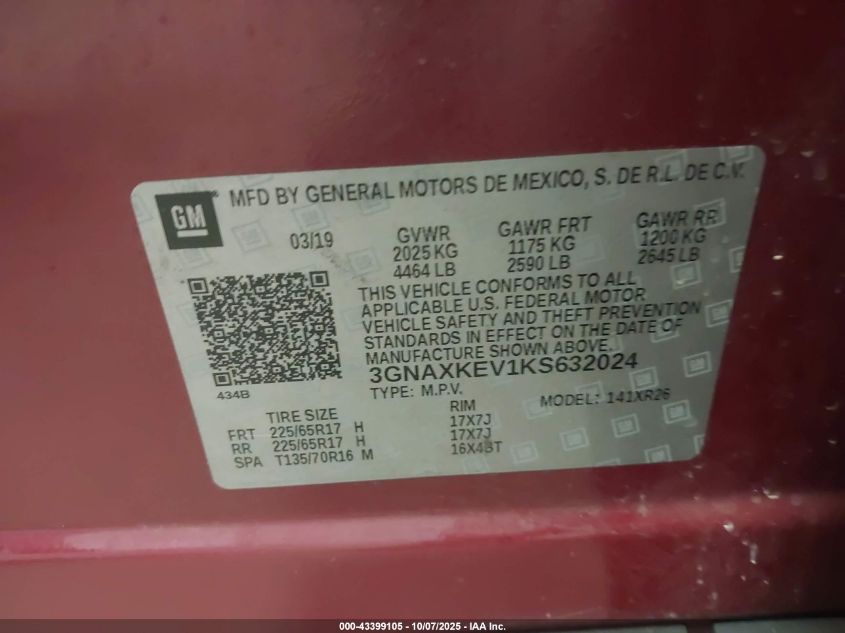 GM
MFD BY GENERAL MOTORS DE MEXICO, S. DE R.L. DE C.V.
03/19
GVWR GAWR FRT GAWR RR
2025 KG 1175 KG 1200 KG
4464 LB 2590 LB 2645 LB
THIS VEHICLE CONFORMS TO ALL
APPLICABLE U.S. FEDERAL MOTOR
VEHICLE SAFETY AND THEFT PREVENTION
STANDARDS IN EFFECT ON THE DATE OF
MANUFACTURE SHOWN ABOVE.
3GNAXKEV1KS632024
434B
TYPE: M.P.V. MODEL: 141XR26
TIRE SIZE RIM
FRT 225/65R17 H 17X7J
RR 225/65R17 H 17X7J
SPA T135/70R16 M 16X4BT
000-43399105 - 10/07/2025 - IAA Inc.